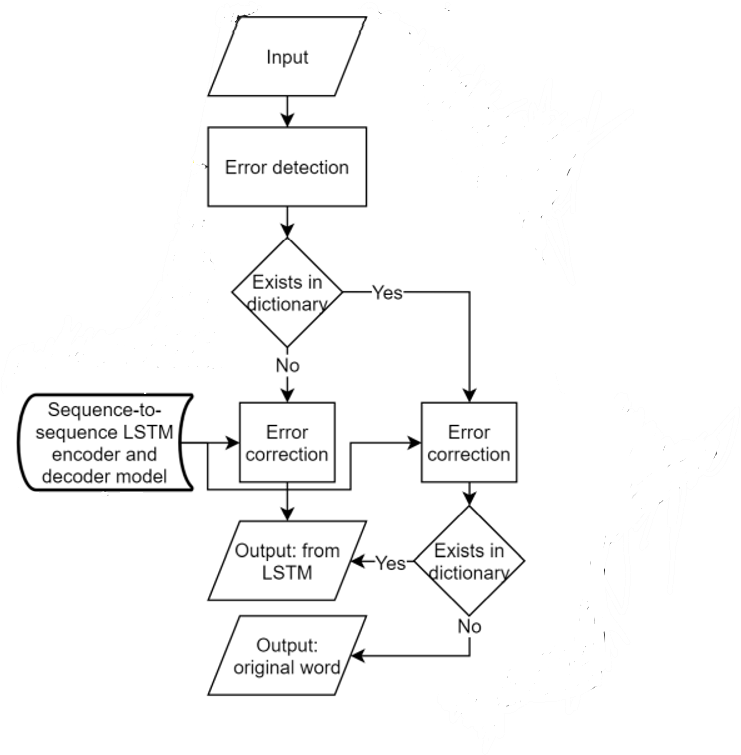 Input
Error detection
Exists in
dictionary
Yes
No
Sequence-to-
sequence LSTM
encoder and
decoder model
Error
correction
Error
correction
Output: from
LSTM
Yes
Exists in
dictionary
No
Output:
original word